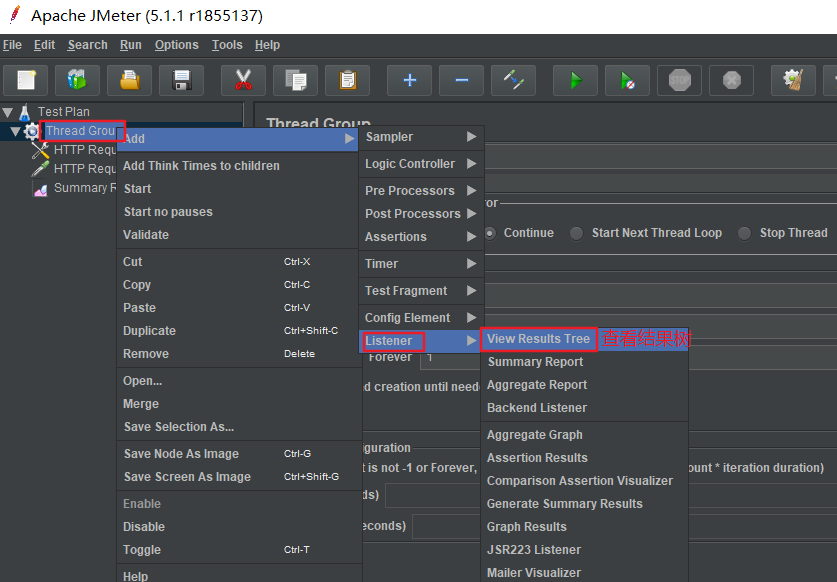 Apache JMeter (5.1.1 r1855137)
File Edit Search Run Options Tools Help
STOP
Test Plan
Thread Grou
HTTP Requ
HTTP Requ
Summary R
Thread Group
Add
Add Think Times to children
Start
Start no pauses
Validate
Cut Ctrl-X
Copy Ctrl-C
Paste Ctrl-V
Duplicate Ctrl+Shift-C
Remove Delete
Open...
Merge
Save Selection As...
Save Node As Image Ctrl-G
Save Screen As Image Ctrl+Shift-G
Enable
Disable
Toggle Ctrl-T
Help
Sampler
Logic Controller
Pre Processors
Post Processors
Assertions
Timer
Test Fragment
Config Element
Listener
View Results Tree 查看结果树
Summary Report
Aggregate Report
Backend Listener
Aggregate Graph
Assertion Results
Comparison Assertion Visualizer
Generate Summary Results
Graph Results
JSR223 Listener
Mailer Visualizer
ror
Continue Start Next Thread Loop Stop Thread
Forever 1
d creation until neede
iguration
t is not -1 or Forever, ount * iteration duration)
ds)
econds)